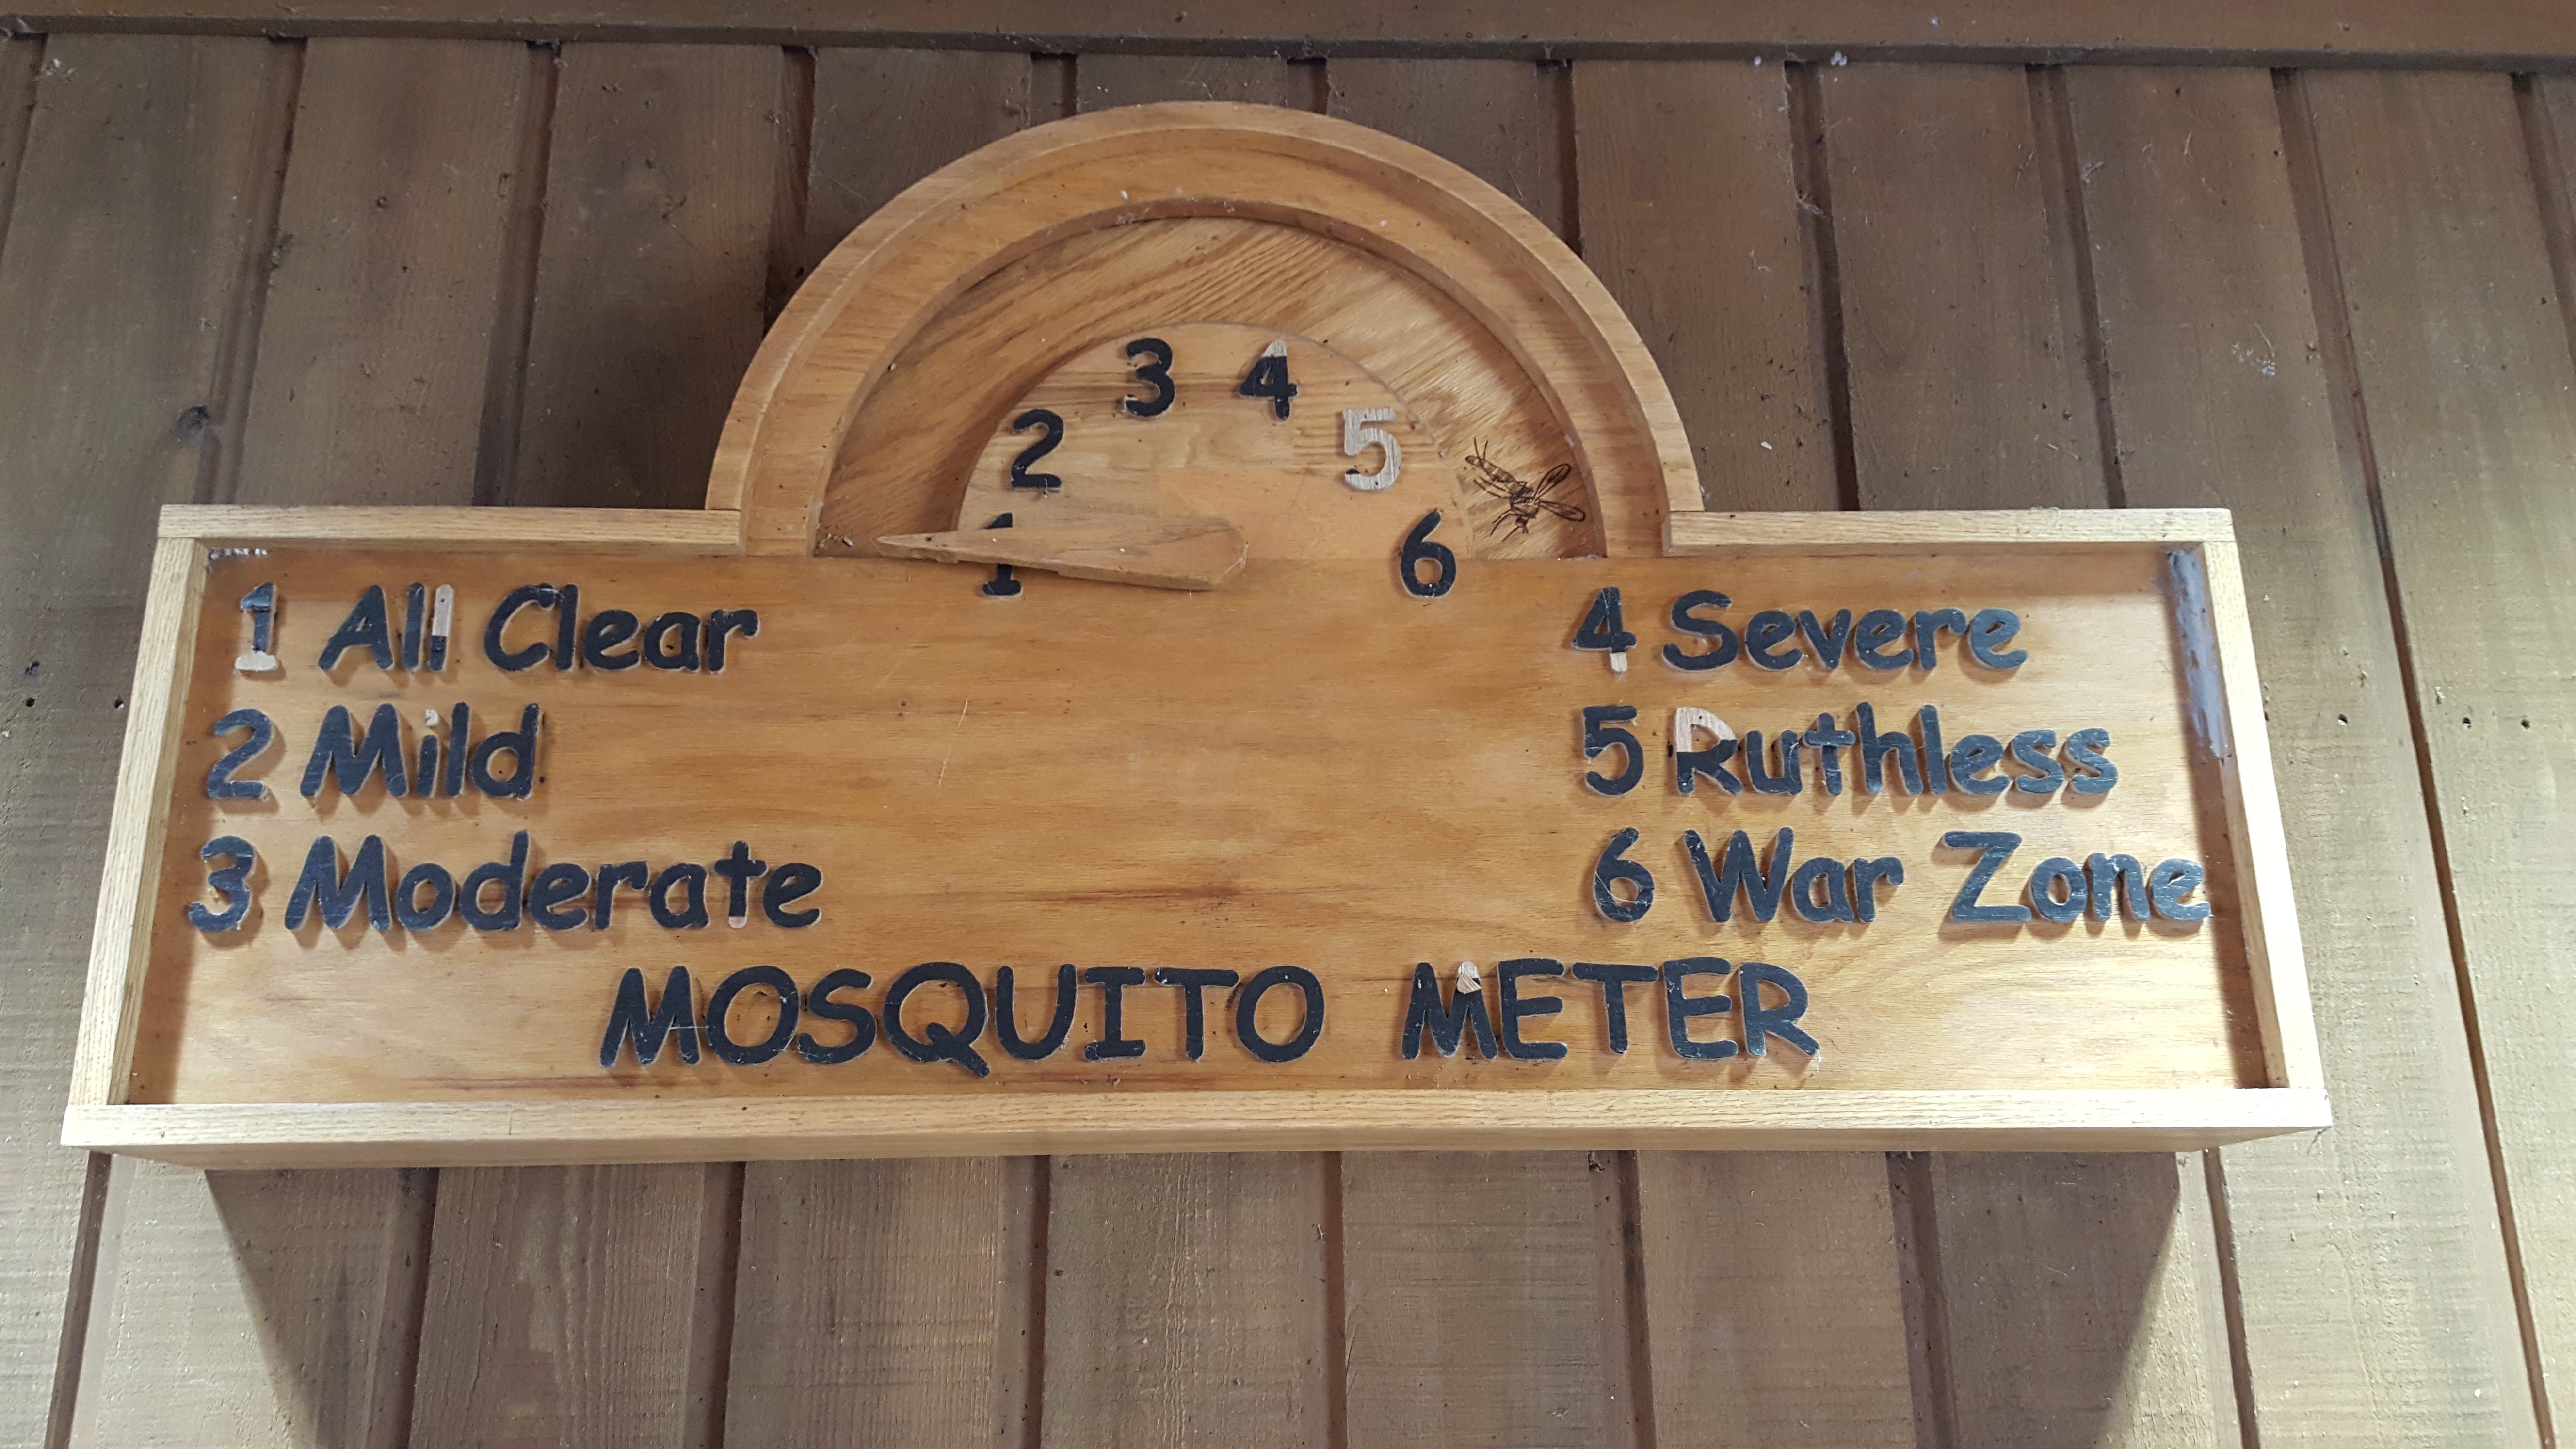 1 2 3 4 5 6
1 All Clear
2 Mild
3 Moderate
4 Severe
5 Ruthless
6 War Zone
MOSQUITO METER